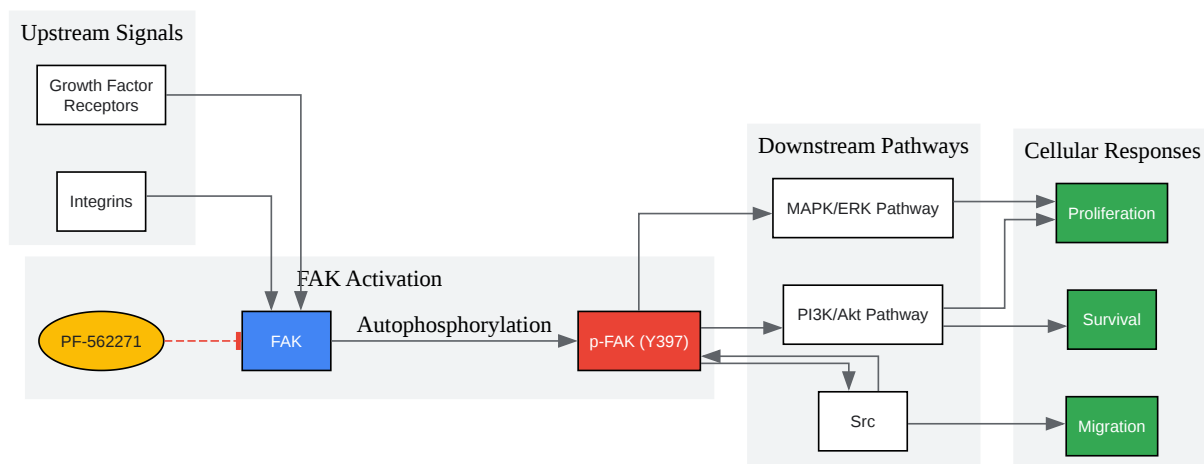 Upstream Signals
Growth Factor
Receptors
Integrins
FAK Activation
PF-562271
FAK
Autophosphorylation
p-FAK (Y397)
Downstream Pathways
MAPK/ERK Pathway
PI3K/Akt Pathway
Src
Cellular Responses
Proliferation
Survival
Migration